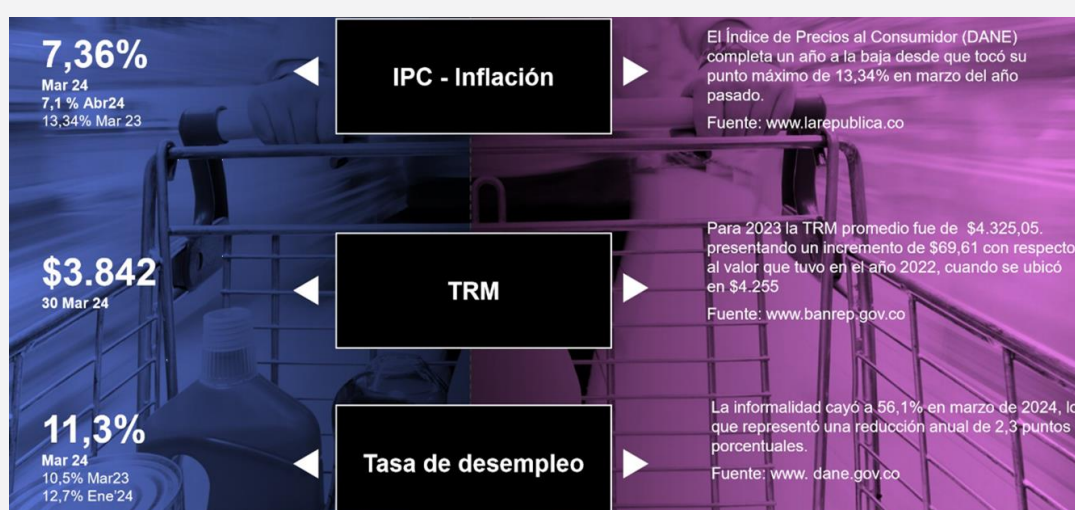 7,36%
Mar 24
7,1 % Abr24
13,34% Mar 23
IPC - Inflación
El Índice de Precios al Consumidor (DANE)
completa un año a la baja desde que tocó su
punto máximo de 13,34% en marzo del año
pasado.
Fuente: www.larepublica.co
$3.842
30 Mar 24
TRM
Para 2023 la TRM promedio fue de $4.325,05.
presentando un incremento de $69.61 con respecto
al valor que tuvo en el año 2022, cuando se ubicó
en $4.255
Fuente: www.banrep.gov.co
11,3%
Mar 24
10,5% Mar23
12,7% Ene'24
Tasa de desempleo
La informalidad cayó a 56,1% en marzo de 2024, lo
que representó una reducción anual de 2,3 puntos
porcentuales.
Fuente: www. dane.gov.co